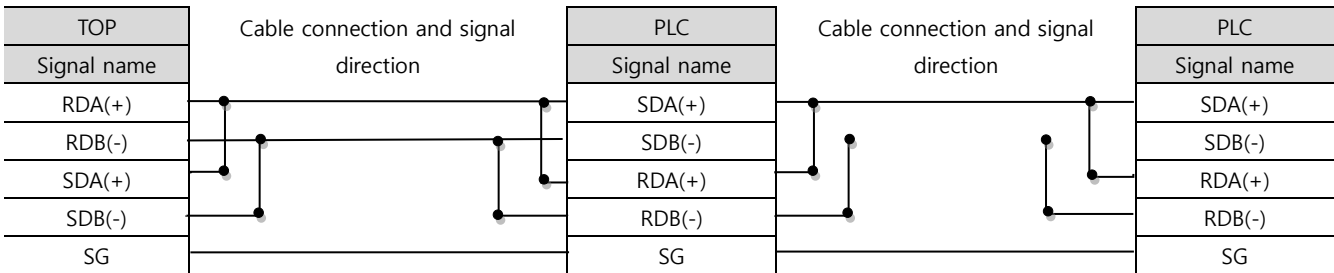 TOP Cable connection and signal PLC Cable connection and signal PLC
Signal name direction Signal name direction Signal name
RDA(+) SDA(+) SDA(+)
RDB(-) SDB(-) SDB(-)
SDA(+) RDA(+) RDA(+)
SDB(-) RDB(-) RDB(-)
SG SG SG